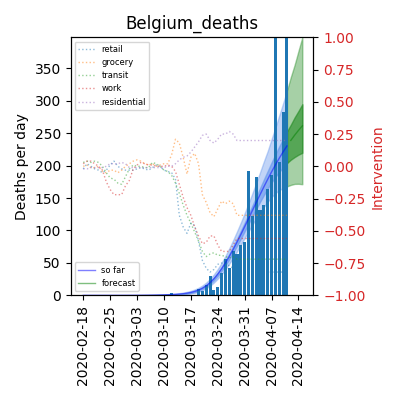 Belgium_deaths
retail
grocery
transit
work
residential
so far
forecast
Deaths per day
0
50
100
150
200
250
300
350
Intervention
1.00
0.75
0.50
0.25
0.00
−0.25
−0.50
−0.75
−1.00
2020-02-18
2020-02-25
2020-03-03
2020-03-10
2020-03-17
2020-03-24
2020-03-31
2020-04-07
2020-04-14